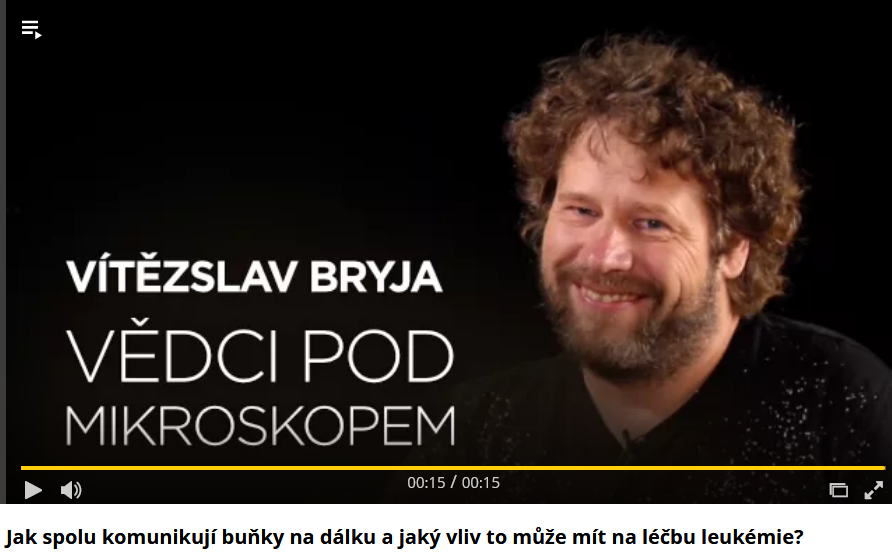 VÍTĚZSLAV BRYJA
VĚDCI POD
MIKROSKOPEM
00:15 / 00:15
Jak spolu komunikují buňky na dálku a jaký vliv to může mít na léčbu leukémie?